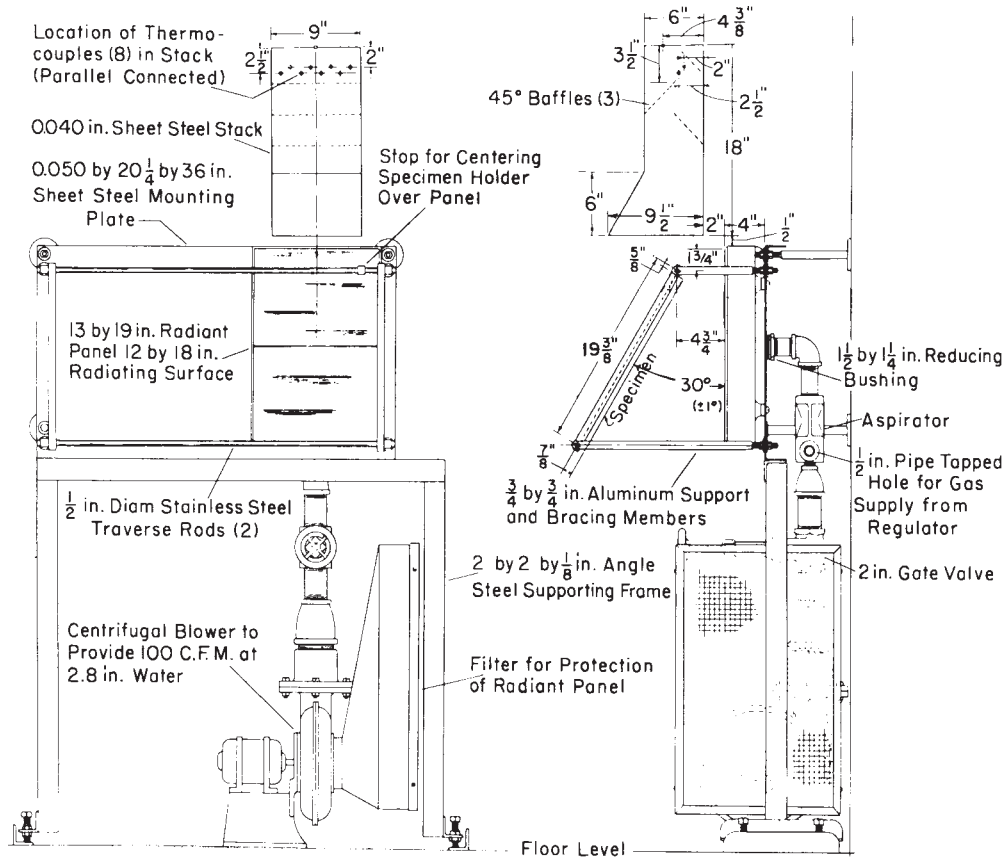 Location of Thermo-
couples (8) in Stack
(Parallel Connected)
9"
2 1/2"
1/2"
0.040 in. Sheet Steel Stack
0.050 by 20 1/4 by 36 in.
Sheet Steel Mounting
Plate
Stop for Centering
Specimen Holder
Over Panel
13 by 19 in. Radiant
Panel 12 by 18 in.
Radiating Surface
1/2 in. Diam Stainless Steel
Traverse Rods (2)
Centrifugal Blower to
Provide 100 C.F.M. at
2.8 in. Water
2 by 2 by 1/8 in. Angle
Steel Supporting Frame
Filter for Protection
of Radiant Panel
6"
4 3/8"
3 1/2"
2"
45° Baffles (3)
2 1/2"
18"
6"
9 1/2"
2"
4"
1/2"
5/8"
1 3/4"
19 3/8"
4 3/4"
Specimen
30°
(±1°)
7/8"
3/4 by 3/4 in. Aluminum Support
and Bracing Members
1 1/2 by 1 1/4 in. Reducing
Bushing
Aspirator
1/2 in. Pipe Tapped
Hole for Gas
Supply from
Regulator
2 in. Gate Valve
Floor Level